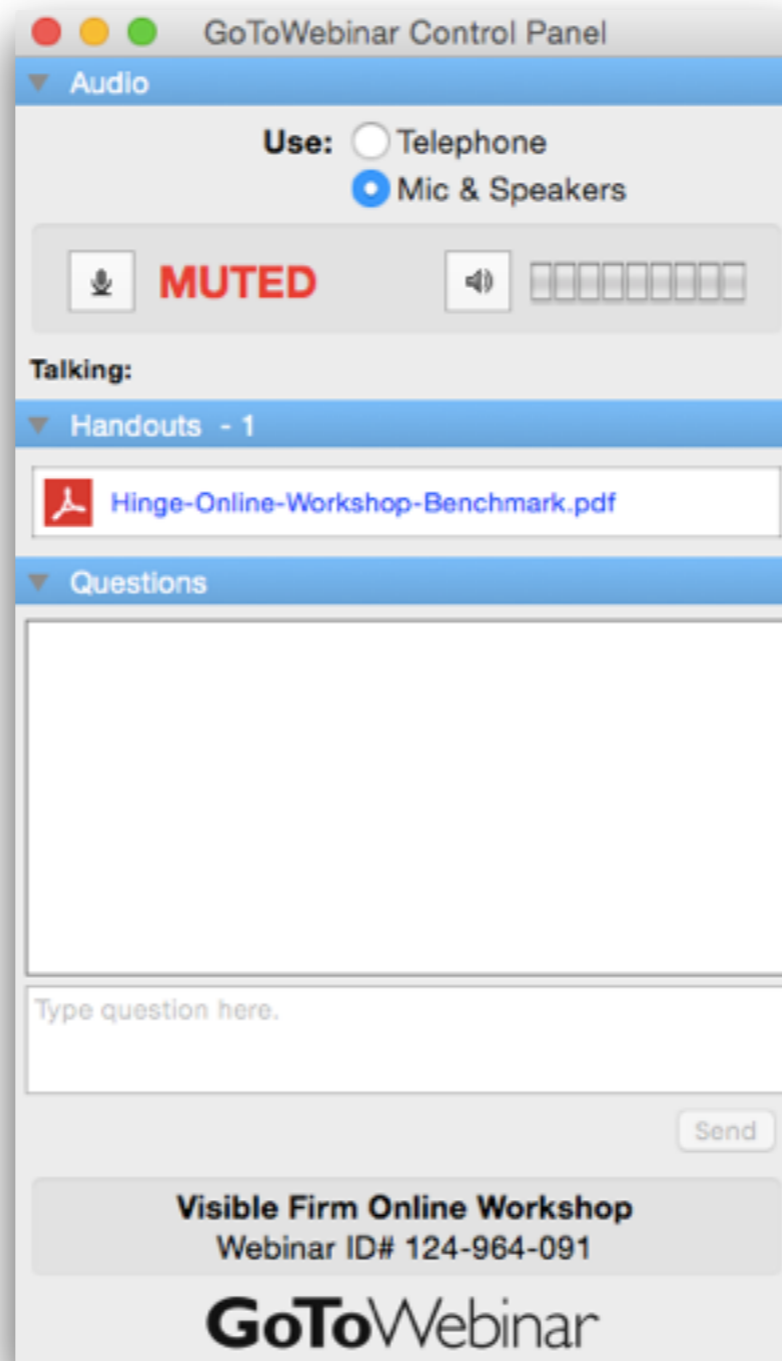 GoToWebinar Control Panel
Audio
Use: Telephone
Mic & Speakers
MUTED
Talking:
Handouts - 1
Hinge-Online-Workshop-Benchmark.pdf
Questions
Type question here.
Send
Visible Firm Online Workshop
Webinar ID# 124-964-091
GoToWebinar